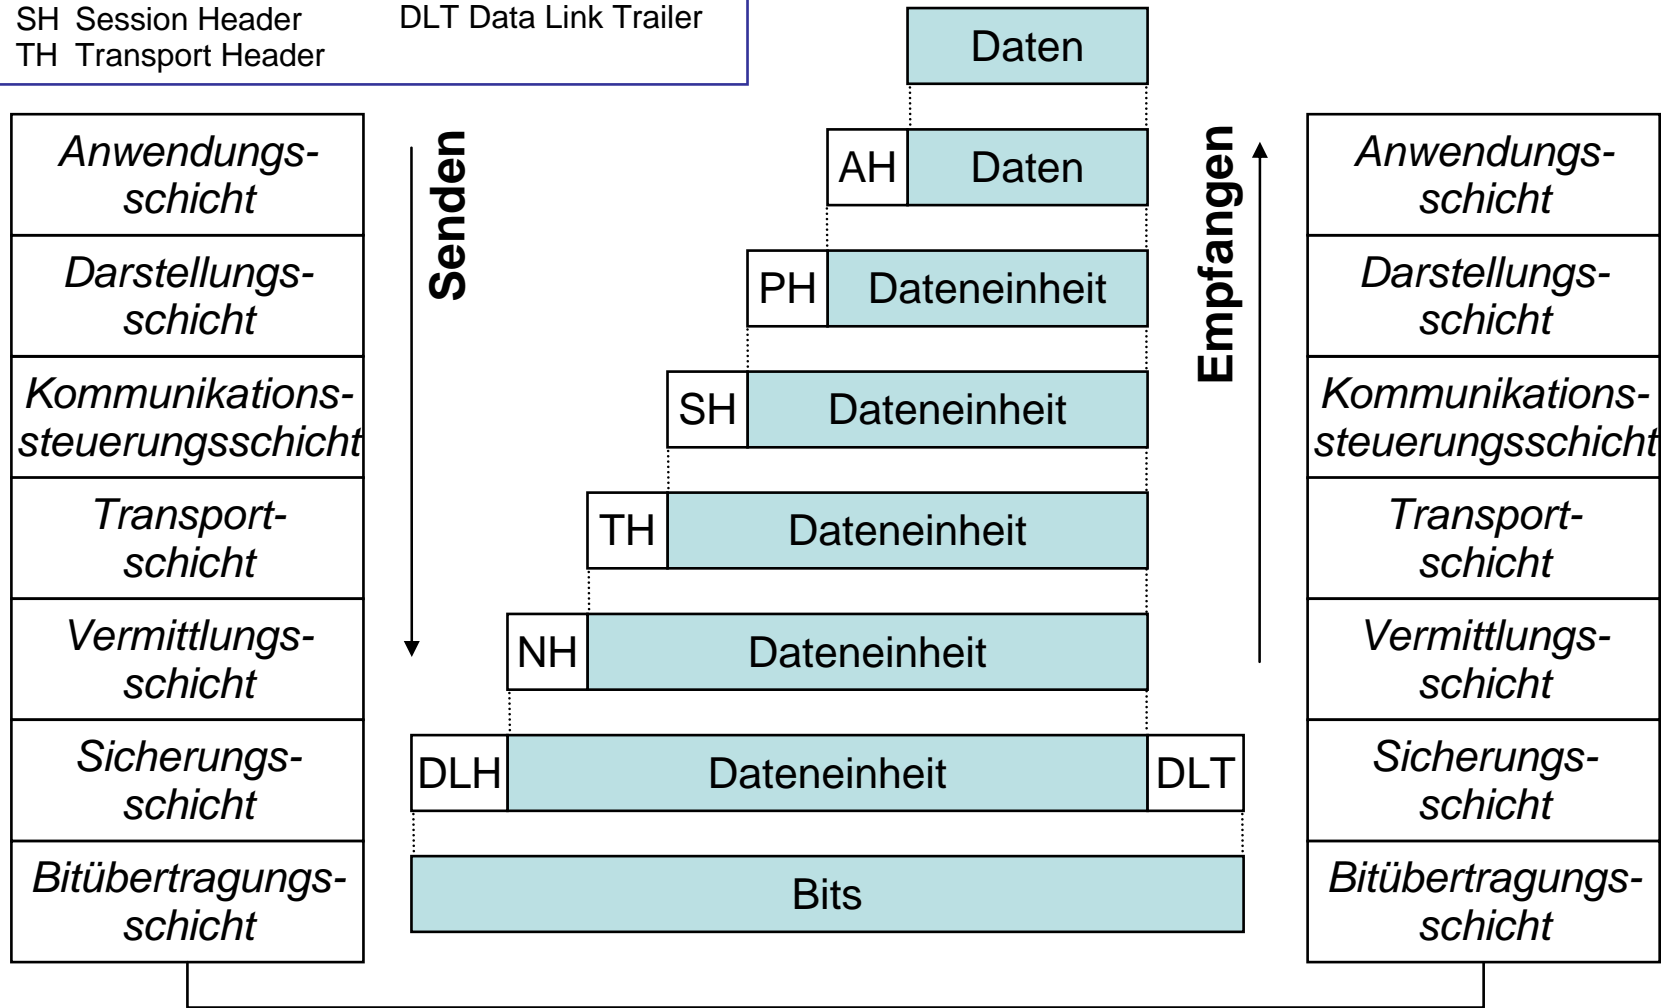 SH Session Header
DLT Data Link Trailer
TH Transport Header
Daten
Anwendungs-
schicht
Senden
AH
Daten
Empfangen
Anwendungs-
schicht
Darstellungs-
schicht
PH
Dateneinheit
Darstellungs-
schicht
Kommunikations-
steuerungsschicht
SH
Dateneinheit
Kommunikations-
steuerungsschicht
Transport-
schicht
TH
Dateneinheit
Transport-
schicht
Vermittlungs-
schicht
NH
Dateneinheit
Vermittlungs-
schicht
Sicherungs-
schicht
DLH
Dateneinheit
DLT
Sicherungs-
schicht
Bitübertragungs-
schicht
Bits
Bitübertragungs-
schicht